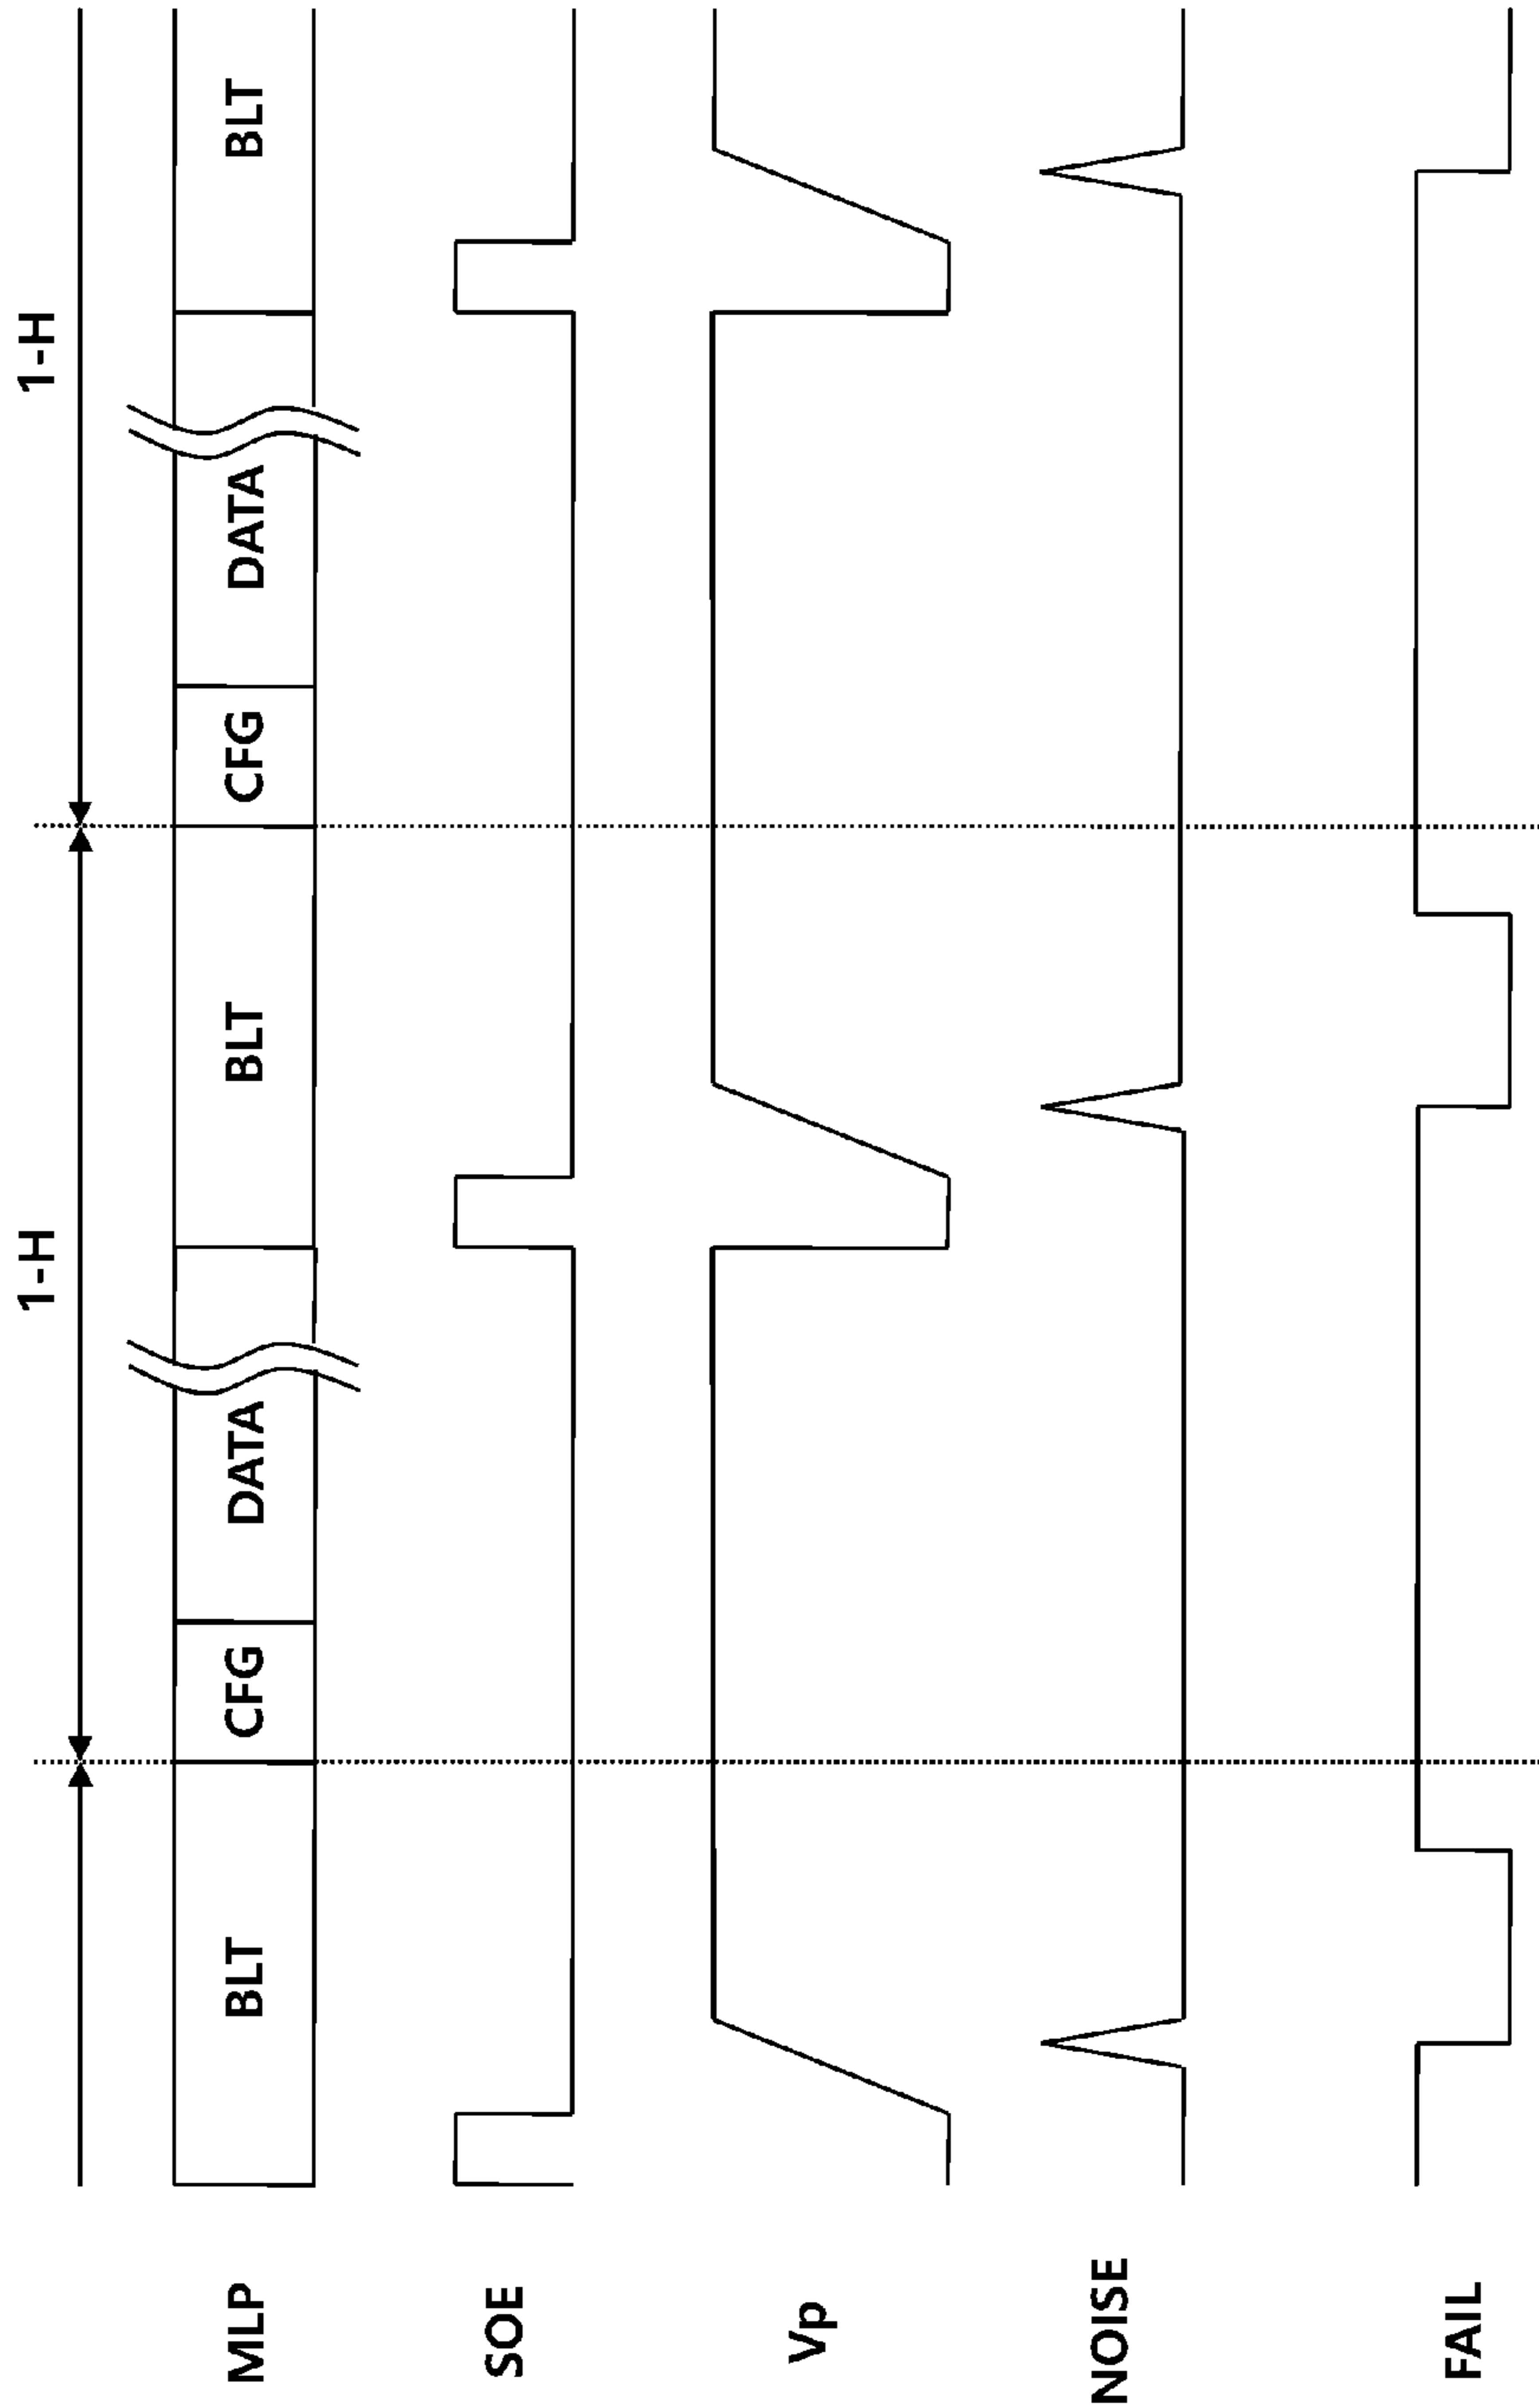 1-H 1-H
MLP BLT CFG DATA BLT CFG DATA BLT
SOE
Vp
NOISE
FAIL